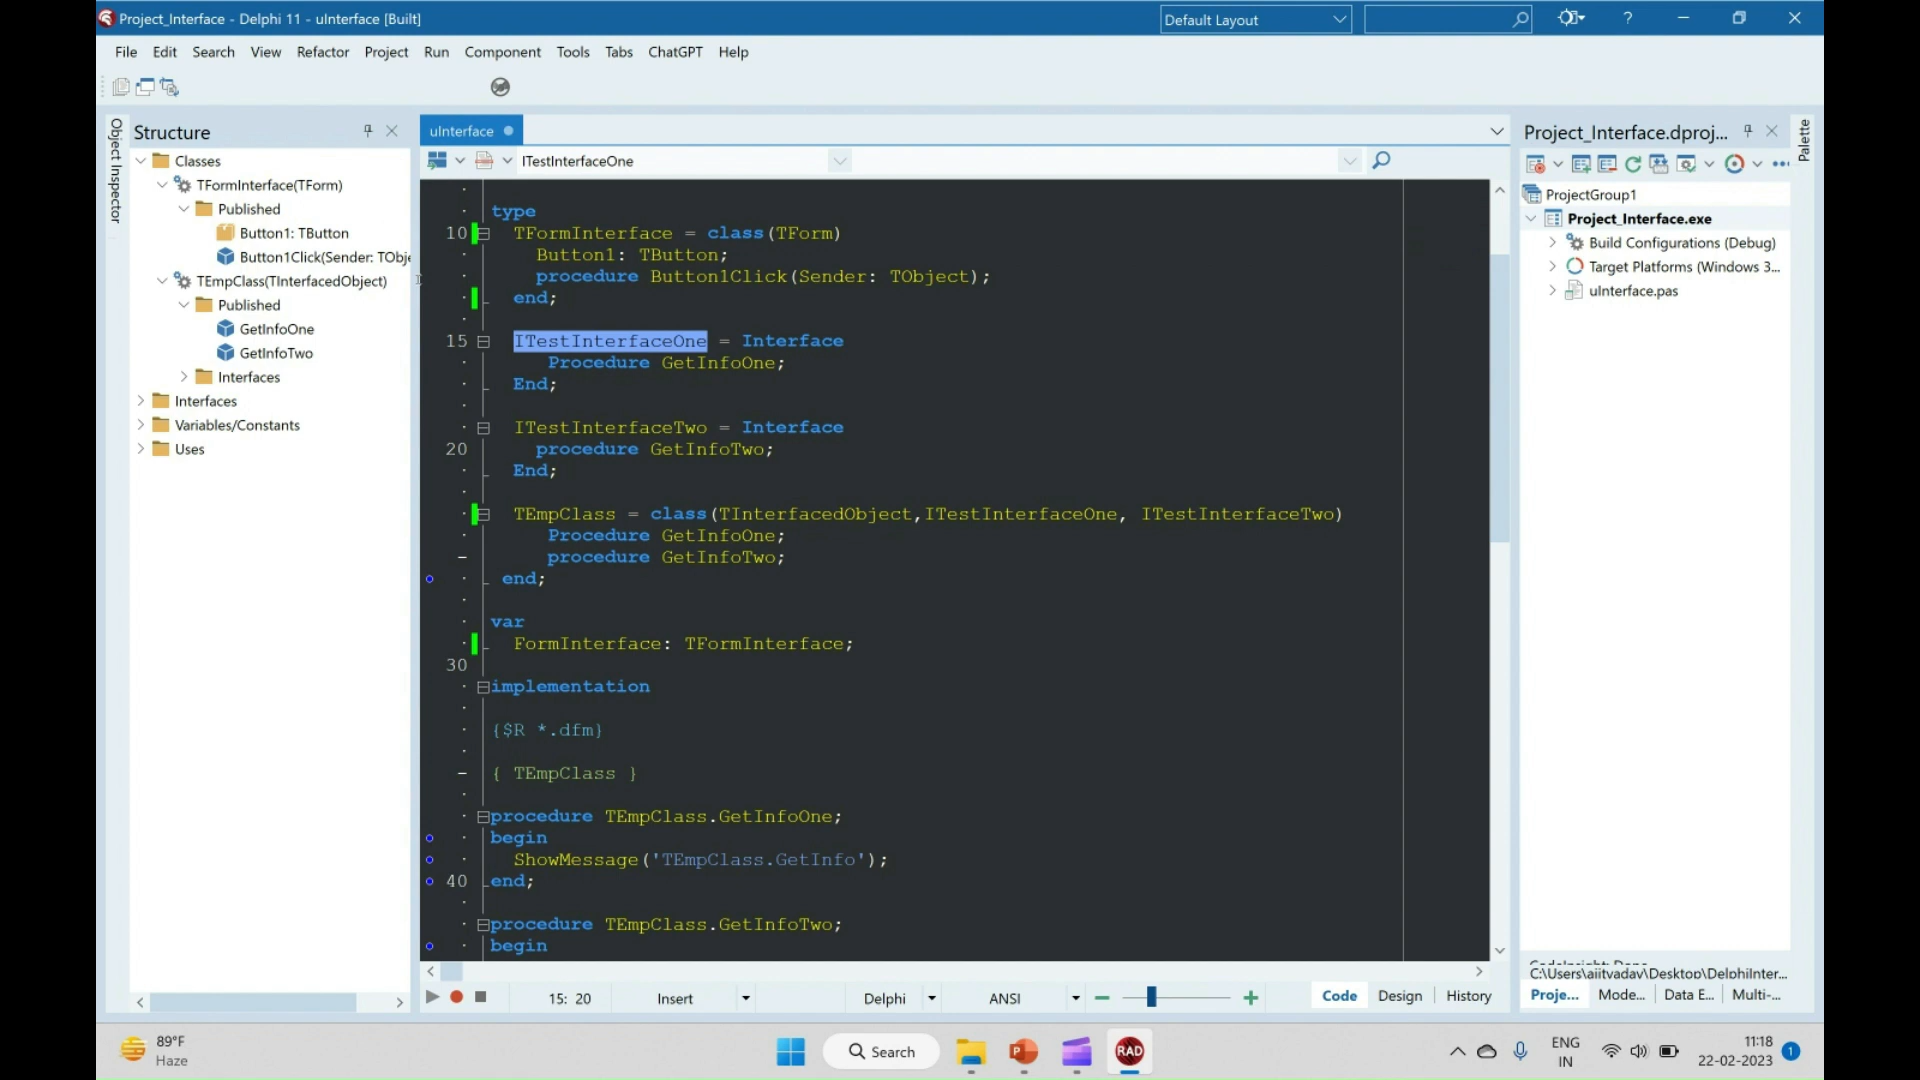 Project_Interface - Delphi 11 - uInterface [Built]
Default Layout
?
File Edit Search View Refactor Project Run Component Tools Tabs ChatGPT Help
Object Inspector
Structure
Classes
TFormInterface(TForm)
Published
Button1: TButton
Button1Click(Sender: TObje
TEmpClass(TInterfacedObject)
Published
GetInfoOne
GetInfoTwo
Interfaces
Interfaces
Variables/Constants
Uses
uInterface
ITestInterfaceOne
type
10 TFormInterface = class(TForm)
Button1: TButton;
procedure Button1Click(Sender: TObject);
end;
15 ITestInterfaceOne = Interface
Procedure GetInfoOne;
End;
ITestInterfaceTwo = Interface
20 procedure GetInfoTwo;
End;
TEmpClass = class(TInterfacedObject,ITestInterfaceOne, ITestInterfaceTwo)
Procedure GetInfoOne;
procedure GetInfoTwo;
end;
var
FormInterface: TFormInterface;
30
implementation
{$R *.dfm}
{ TEmpClass }
procedure TEmpClass.GetInfoOne;
begin
ShowMessage('TEmpClass.GetInfo');
40 end;
procedure TEmpClass.GetInfoTwo;
begin
15: 20 Insert Delphi ANSI Code Design History
Project_Interface.dproj...
Palette
ProjectGroup1
Project_Interface.exe
Build Configurations (Debug)
Target Platforms (Windows 3...
uInterface.pas
C:\Users\ajityadav\Desktop\DelphiInter...
Proje... Mode... Data E... Multi-...
89°F
Haze
Search
RAD
ENG
IN
11:18
22-02-2023
1